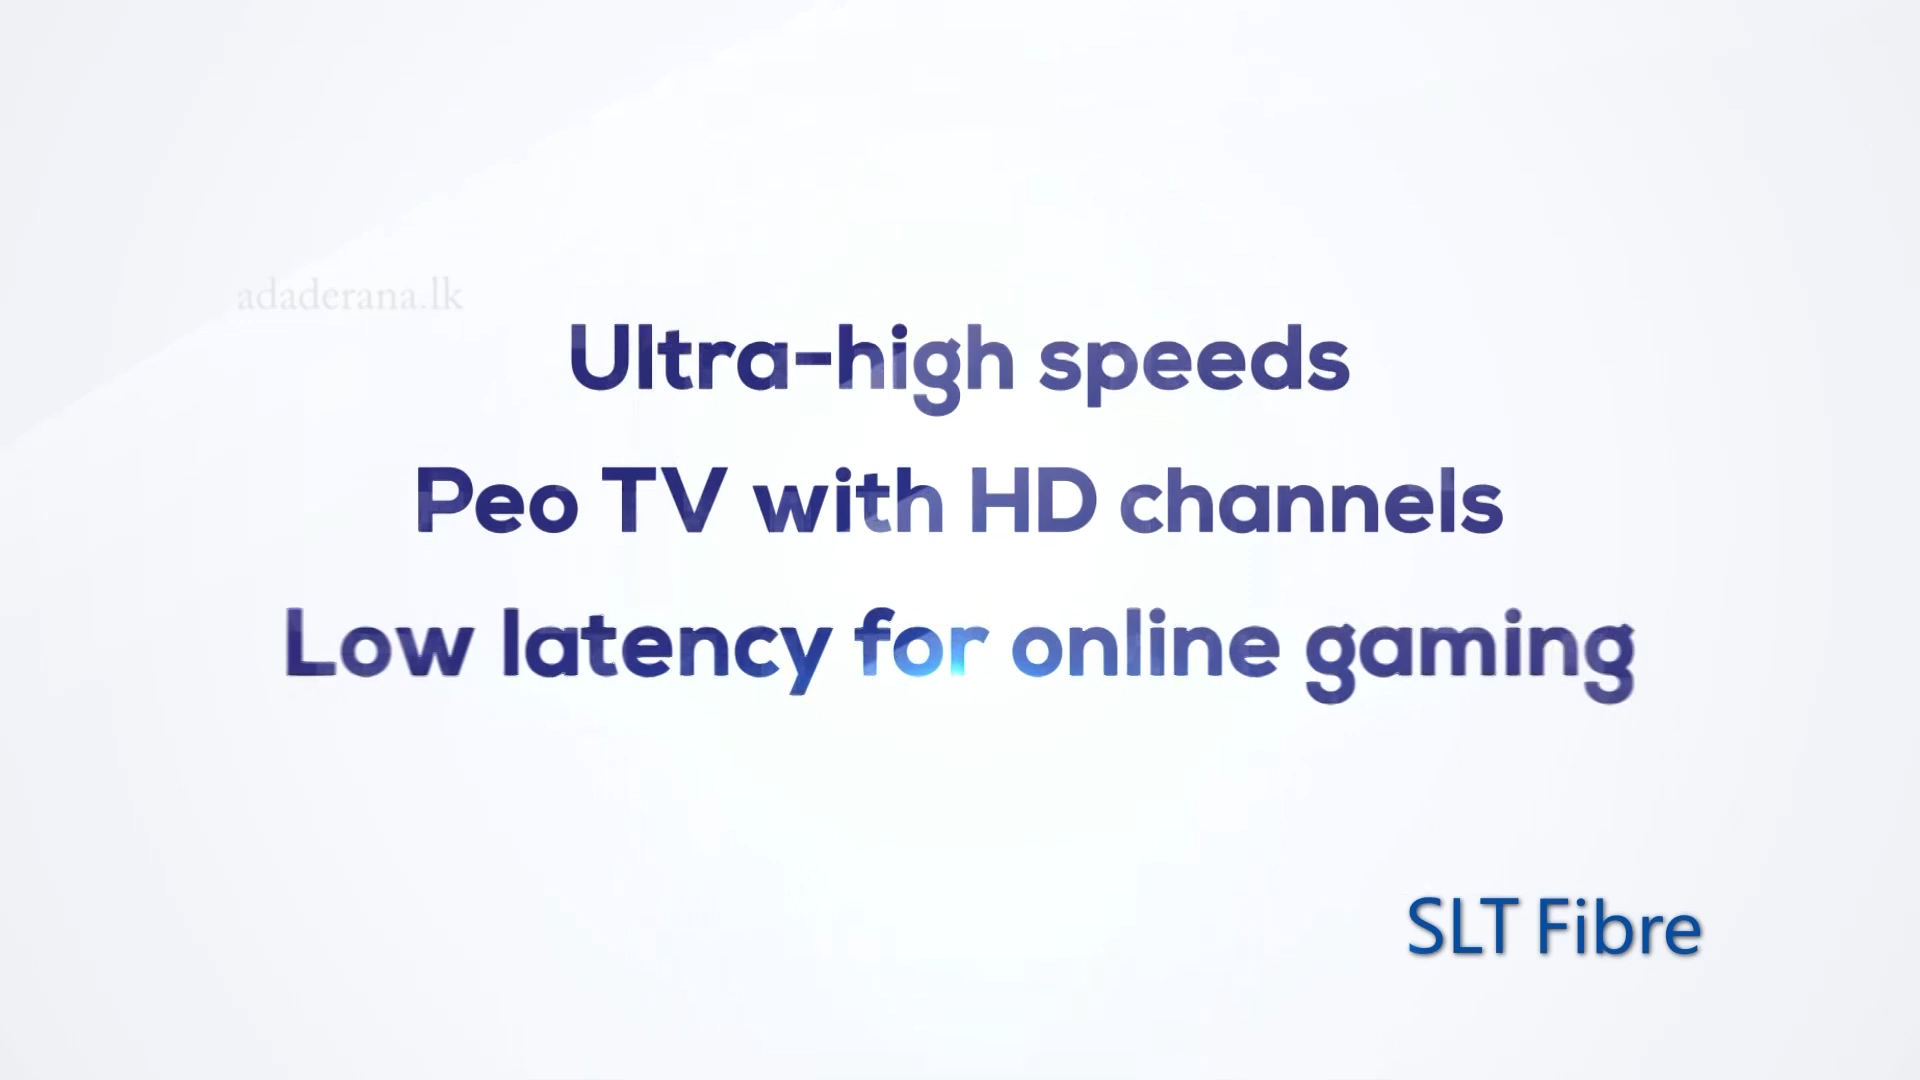 adaderana.lk
Ultra-high speeds
Peo TV with HD channels
Low latency for online gaming
SLT Fibre